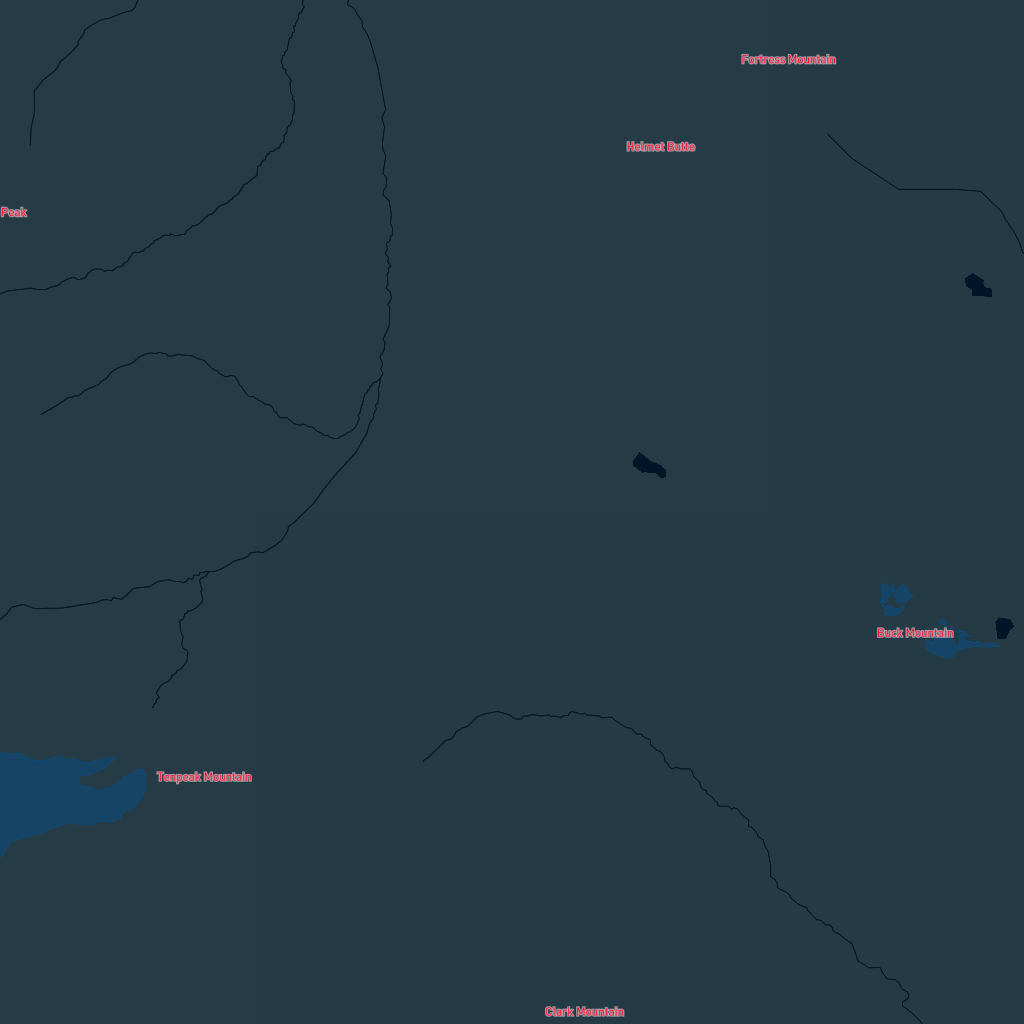 Fortress Mountain
Helmet Butte
Peak
Buck Mountain
Tenpeak Mountain
Clark Mountain